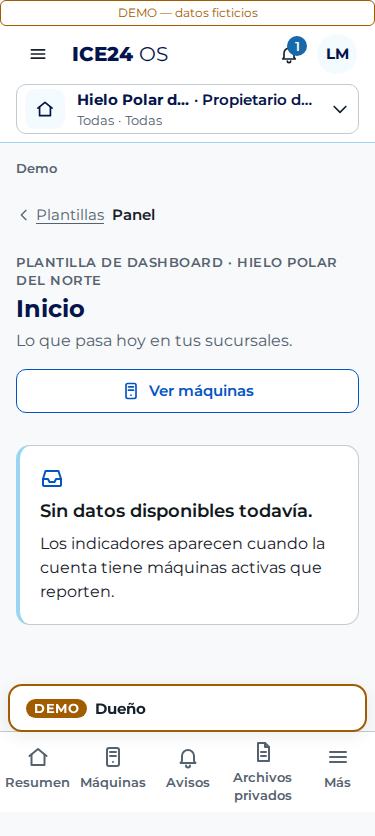 DEMO — datos ficticios
ICE24 OS
1
LM
Hielo Polar d... · Propietario d...
Todas · Todas
Demo
Plantillas Panel
PLANTILLA DE DASHBOARD · HIELO POLAR
DEL NORTE
Inicio
Lo que pasa hoy en tus sucursales.
Ver máquinas
Sin datos disponibles todavía.
Los indicadores aparecen cuando la
cuenta tiene máquinas activas que
reporten.
DEMO Dueño
Resumen Máquinas Avisos Archivos privados Más